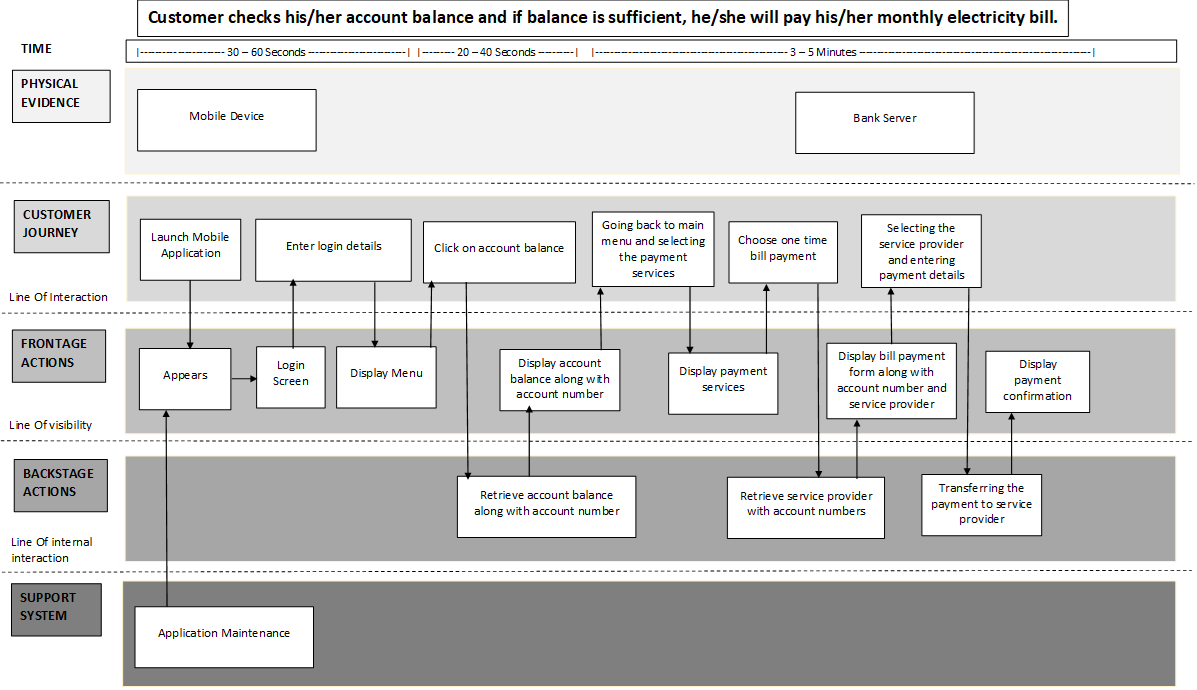 Customer checks his/her account balance and if balance is sufficient, he/she will pay his/her monthly electricity bill.
TIME
|---------------------- 30 – 60 Seconds --------------------------| |--------- 20 – 40 Seconds ----------| |--------------------------------------------------- 3 – 5 Minutes -------------------------------------------------------------|
PHYSICAL
EVIDENCE
Mobile Device
Bank Server
CUSTOMER
JOURNEY
Launch Mobile
Application
Enter login details
Click on account balance
Going back to main
menu and selecting
the payment
services
Choose one time
bill payment
Selecting the
service provider
and entering
payment details
Line Of Interaction
FRONTAGE
ACTIONS
Appears
Login
Screen
Display Menu
Display account
balance along with
account number
Display payment
services
Display bill payment
form along with
account number and
service provider
Display
payment
confirmation
Line Of visibility
BACKSTAGE
ACTIONS
Retrieve account balance
along with account number
Retrieve service provider
with account numbers
Transferring the
payment to service
provider
Line Of internal
interaction
SUPPORT
SYSTEM
Application Maintenance